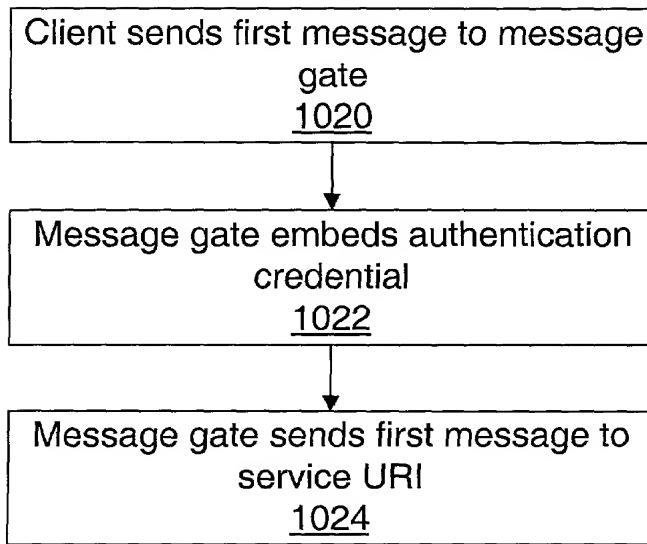 Client sends first message to message
gate
1020
Message gate embeds authentication
credential
1022
Message gate sends first message to
service URI
1024